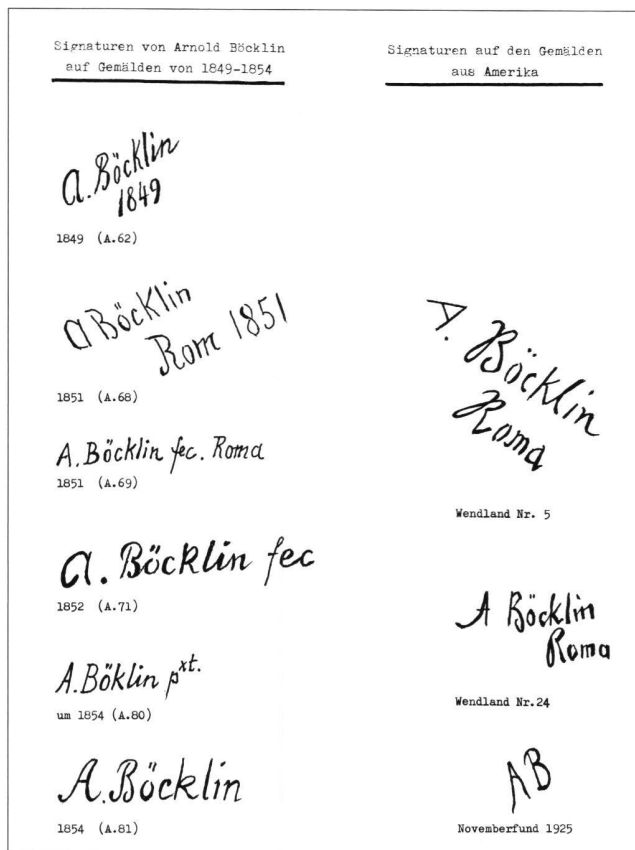 Signaturen von Arnold Böcklin
auf Gemälden von 1849-1854
A. Böcklin
1849
1849 (A.62)
A Böcklin
Rom 1851
1851 (A.68)
A. Böcklin fec. Roma
1851 (A.69)
A. Böcklin fec
1852 (A.71)
A. Böklin pxt.
um 1854 (A.80)
A. Böcklin
1854 (A.81)
Signaturen auf den Gemälden
aus Amerika
A. Böcklin
Roma
Wendland Nr. 5
A Böcklin
Roma
Wendland Nr.24
AB
Novemberfund 1925